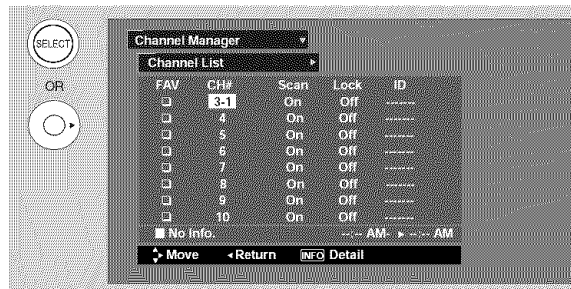 SELECT
OR
Channel Manager
Channel List
FAV CH# Scan Lock ID
3-1 On Off ------
4 On Off ------
5 On Off ------
6 On Off ------
7 On Off ------
8 On Off ------
9 On Off ------
10 On Off ------
No Info. --:-- AM- ▶ --:-- AM
Move Return INFO Detail